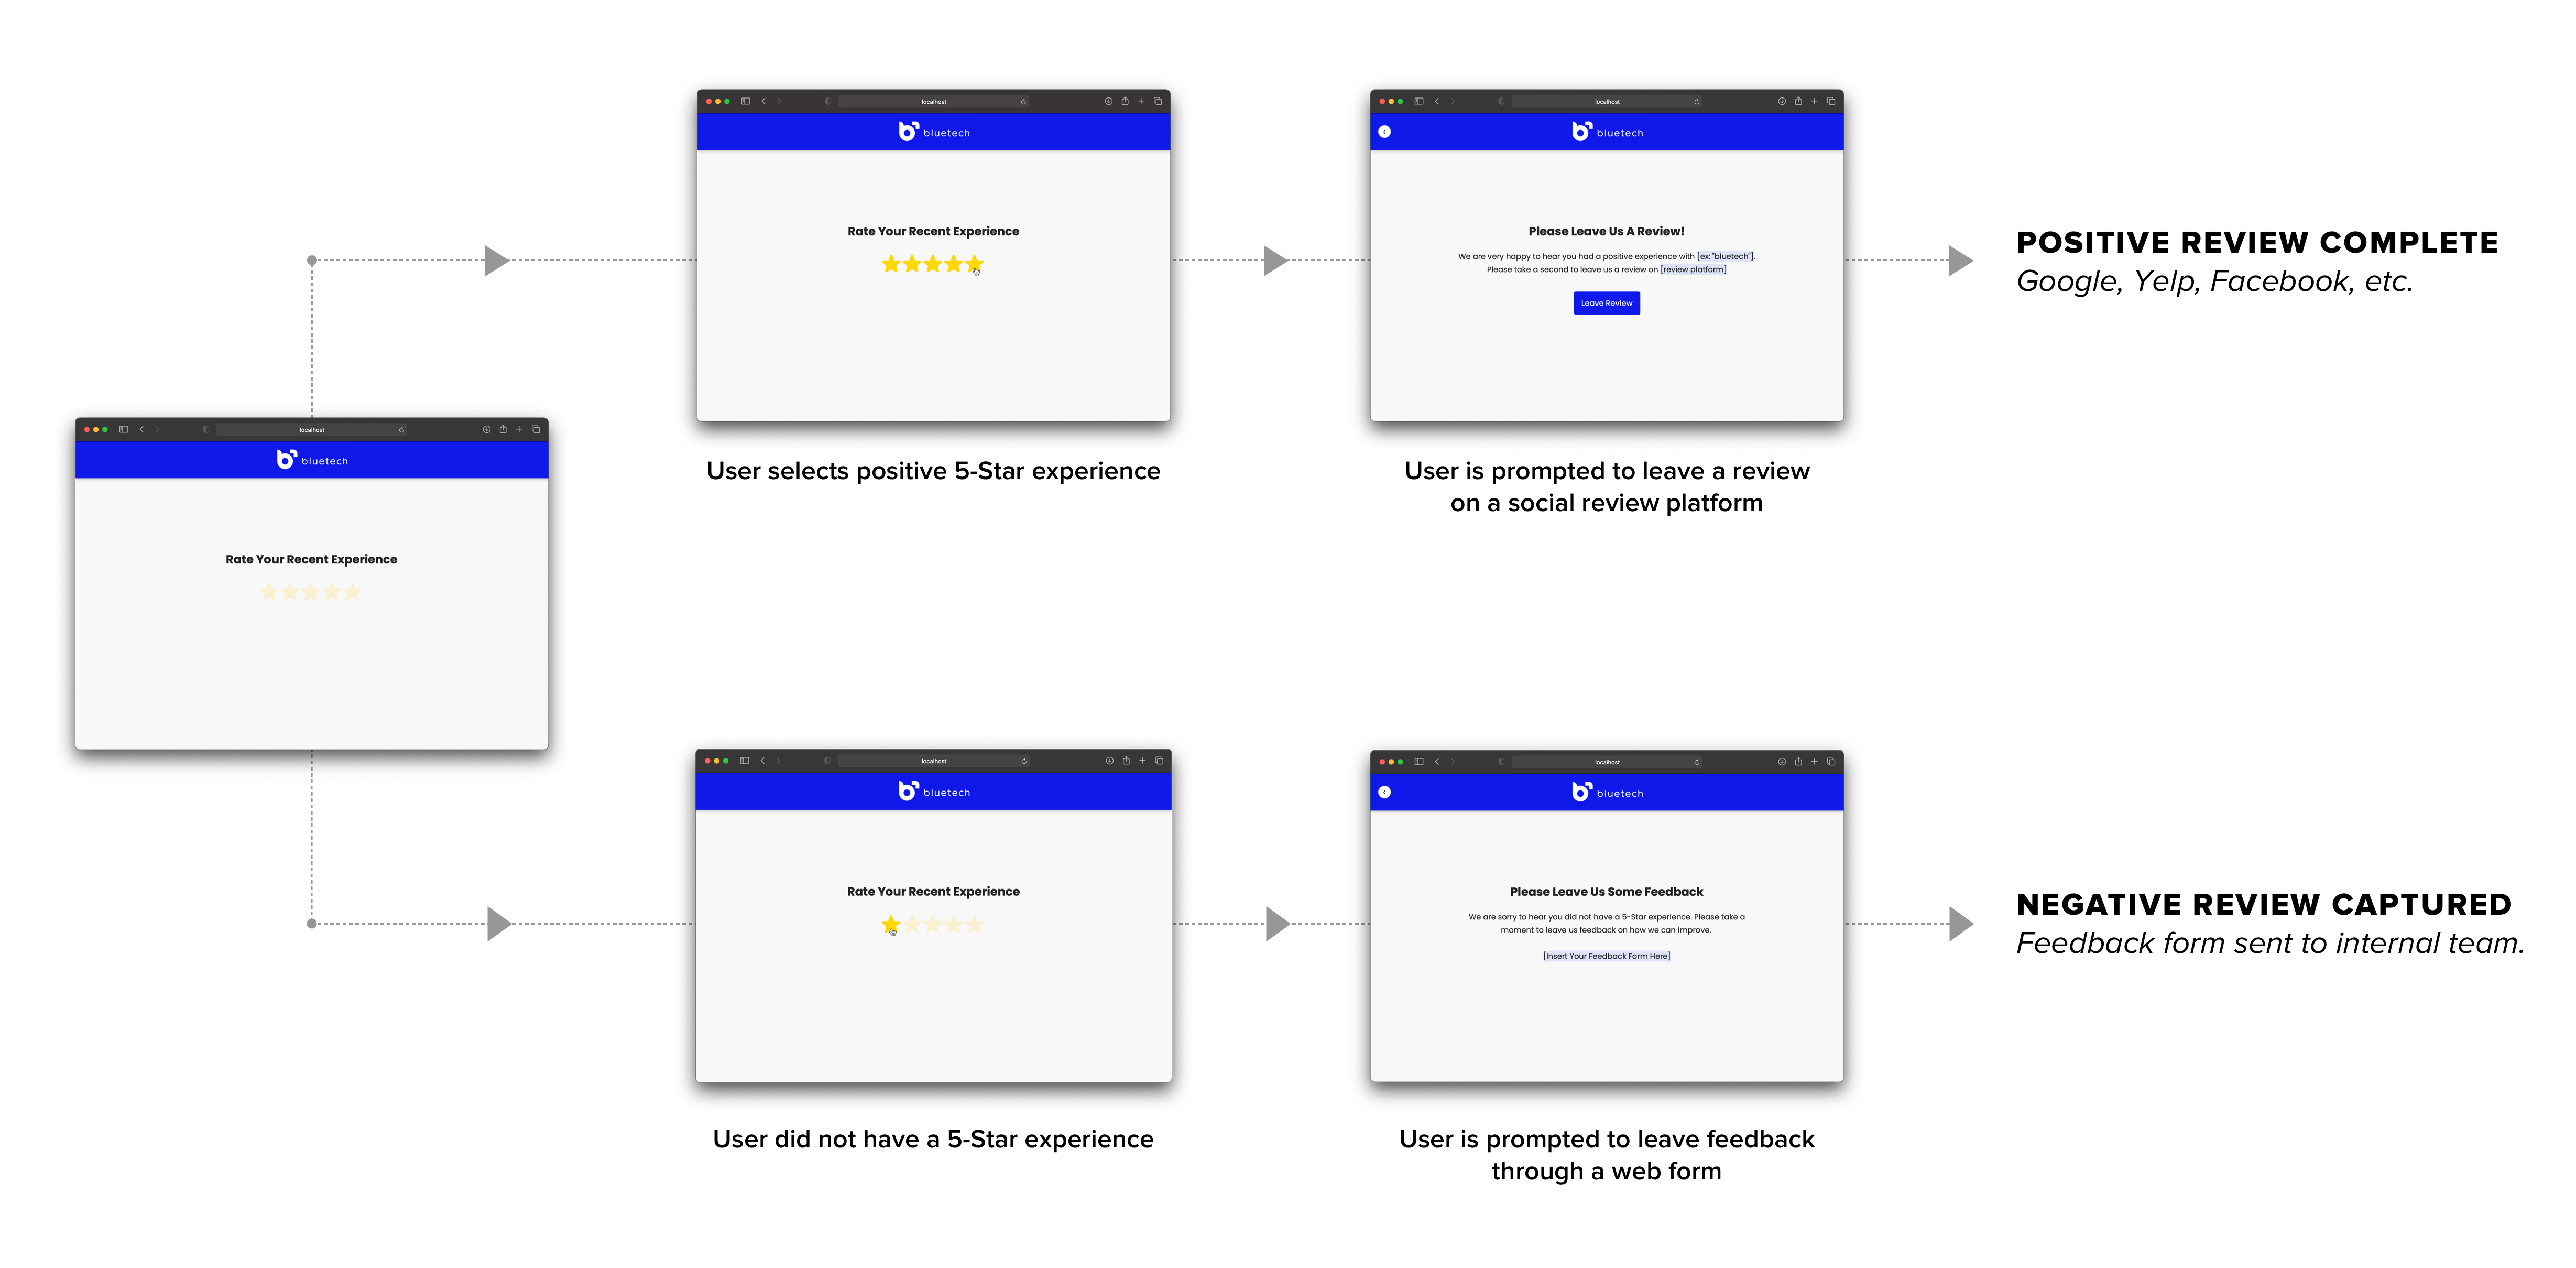 localhost
bluetech
Rate Your Recent Experience
localhost
bluetech
Rate Your Recent Experience
User selects positive 5-Star experience
localhost
bluetech
Please Leave Us A Review!
We are very happy to hear you had a positive experience with [ex: "bluetech"].
Please take a second to leave us a review on [review platform]
Leave Review
User is prompted to leave a review
on a social review platform
POSITIVE REVIEW COMPLETE
Google, Yelp, Facebook, etc.
localhost
bluetech
Rate Your Recent Experience
User did not have a 5-Star experience
localhost
bluetech
Please Leave Us Some Feedback
We are sorry to hear you did not have a 5-Star experience. Please take a
moment to leave us feedback on how we can improve.
[Insert Your Feedback Form Here]
User is prompted to leave feedback
through a web form
NEGATIVE REVIEW CAPTURED
Feedback form sent to internal team.